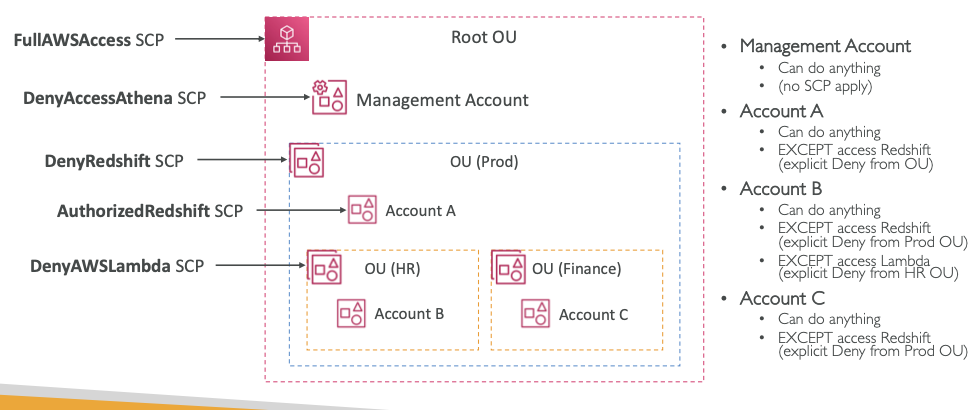 FullAWSAccess SCP
Root OU
DenyAccessAthena SCP
Management Account
DenyRedshift SCP
OU (Prod)
AuthorizedRedshift SCP
Account A
DenyAWSLambda SCP
OU (HR)
OU (Finance)
Account B
Account C
• Management Account
• Can do anything
• (no SCP apply)
• Account A
• Can do anything
• EXCEPT access Redshift
(explicit Deny from OU)
• Account B
• Can do anything
• EXCEPT access Redshift
(explicit Deny from Prod OU)
• EXCEPT access Lambda
(explicit Deny from HR OU)
• Account C
• Can do anything
• EXCEPT access Redshift
(explicit Deny from Prod OU)